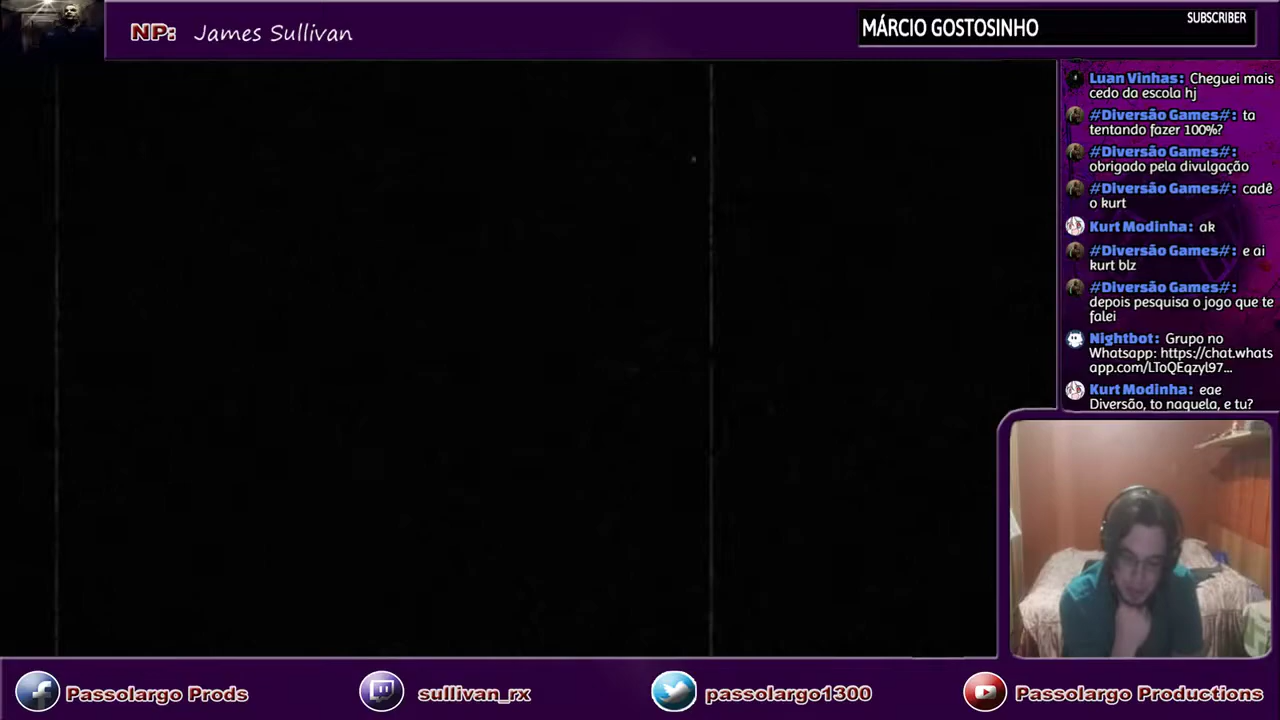 NP: James Sullivan
MÁRCIO GOSTOSINHO
SUBSCRIBER
Luan Vinhas: Cheguei mais
cedo da escola hj
#Diversão Games#: ta
tentando fazer 100%?
#Diversão Games#:
obrigado pela divulgação
#Diversão Games#: cadê
o kurt
Kurt Modinha: ak
#Diversão Games#: e ai
kurt blz
#Diversão Games#:
depois pesquisa o jogo que te
falei
Nightbot: Grupo no
Whatsapp: https://chat.whats
app.com/LToQEqzyl97...
Kurt Modinha: eae
Diversão, to naquela, e tu?
Passolargo Prods
sullivan_rx
passolargo1300
Passolargo Productions